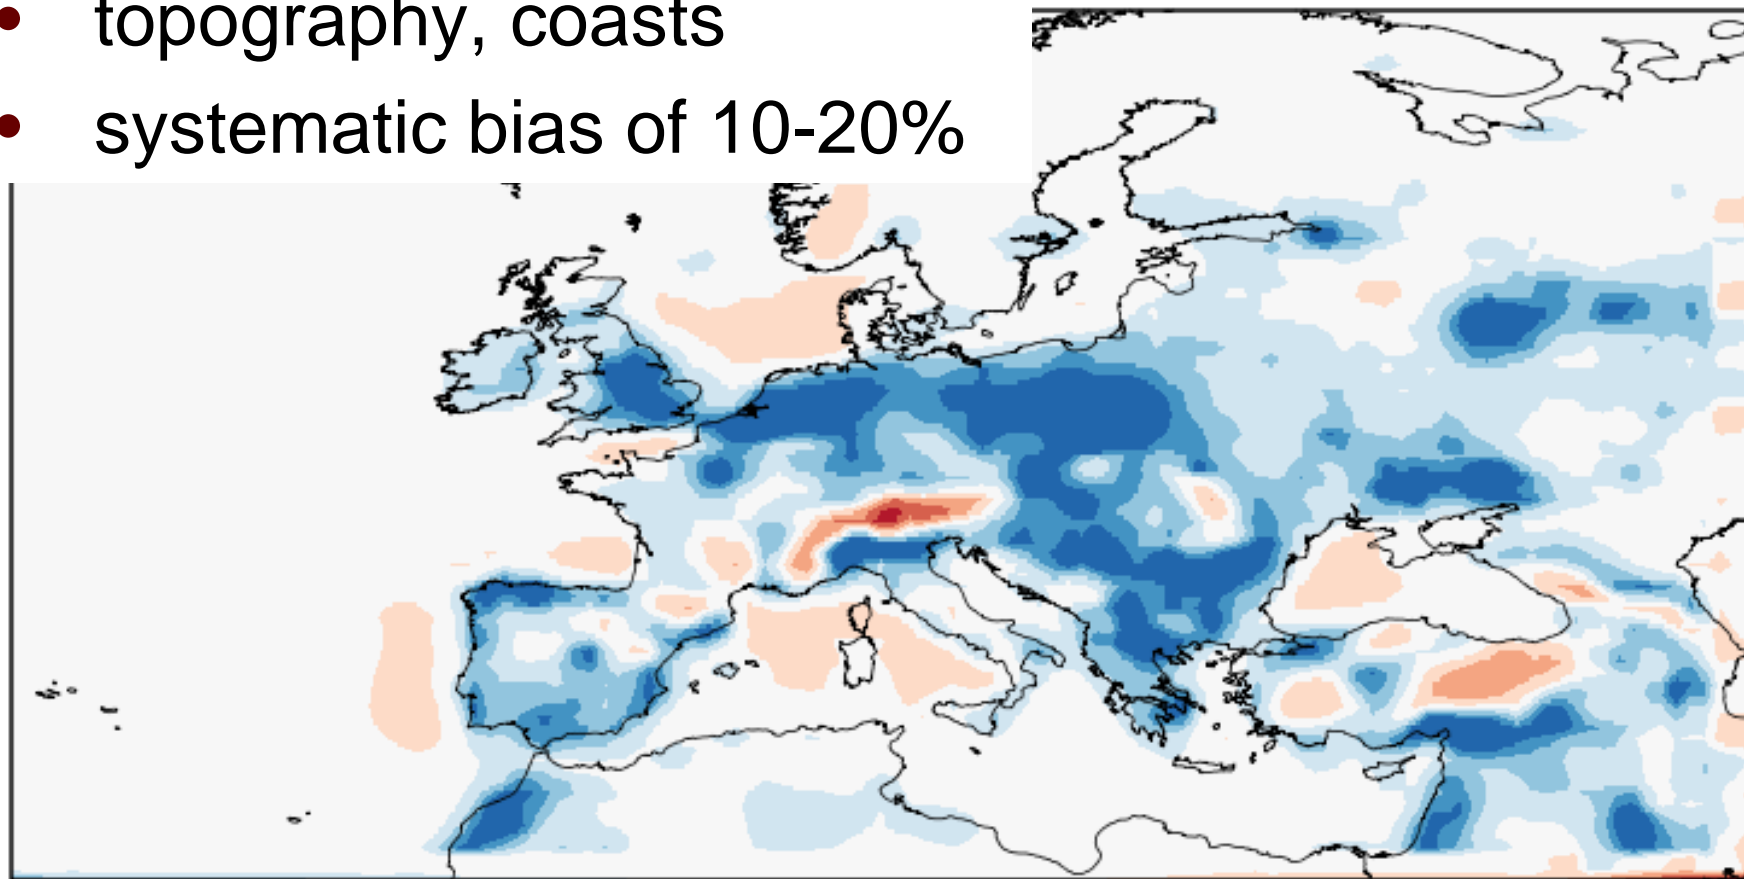 • topography, coasts
• systematic bias of 10-20%